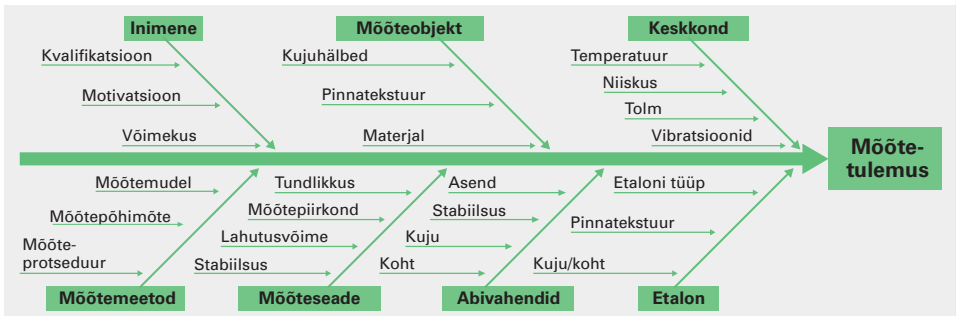 Inimene
Kvalifikatsioon
Motivatsioon
Võimekus
Mõõteobjekt
Kujuhälbed
Pinnatekstuur
Materjal
Keskkond
Temperatuur
Niiskus
Tolm
Vibratsioonid
Mõõte-
tulemus
Mõõtemudel
Mõõtepõhimõte
Mõõte-
protseduur
Mõõtemeetod
Tundlikkus
Mõõtepiirkond
Lahutusvõime
Stabiilsus
Mõõteseade
Asend
Stabiilsus
Kuju
Koht
Abivahendid
Etaloni tüüp
Pinnatekstuur
Kuju/koht
Etalon